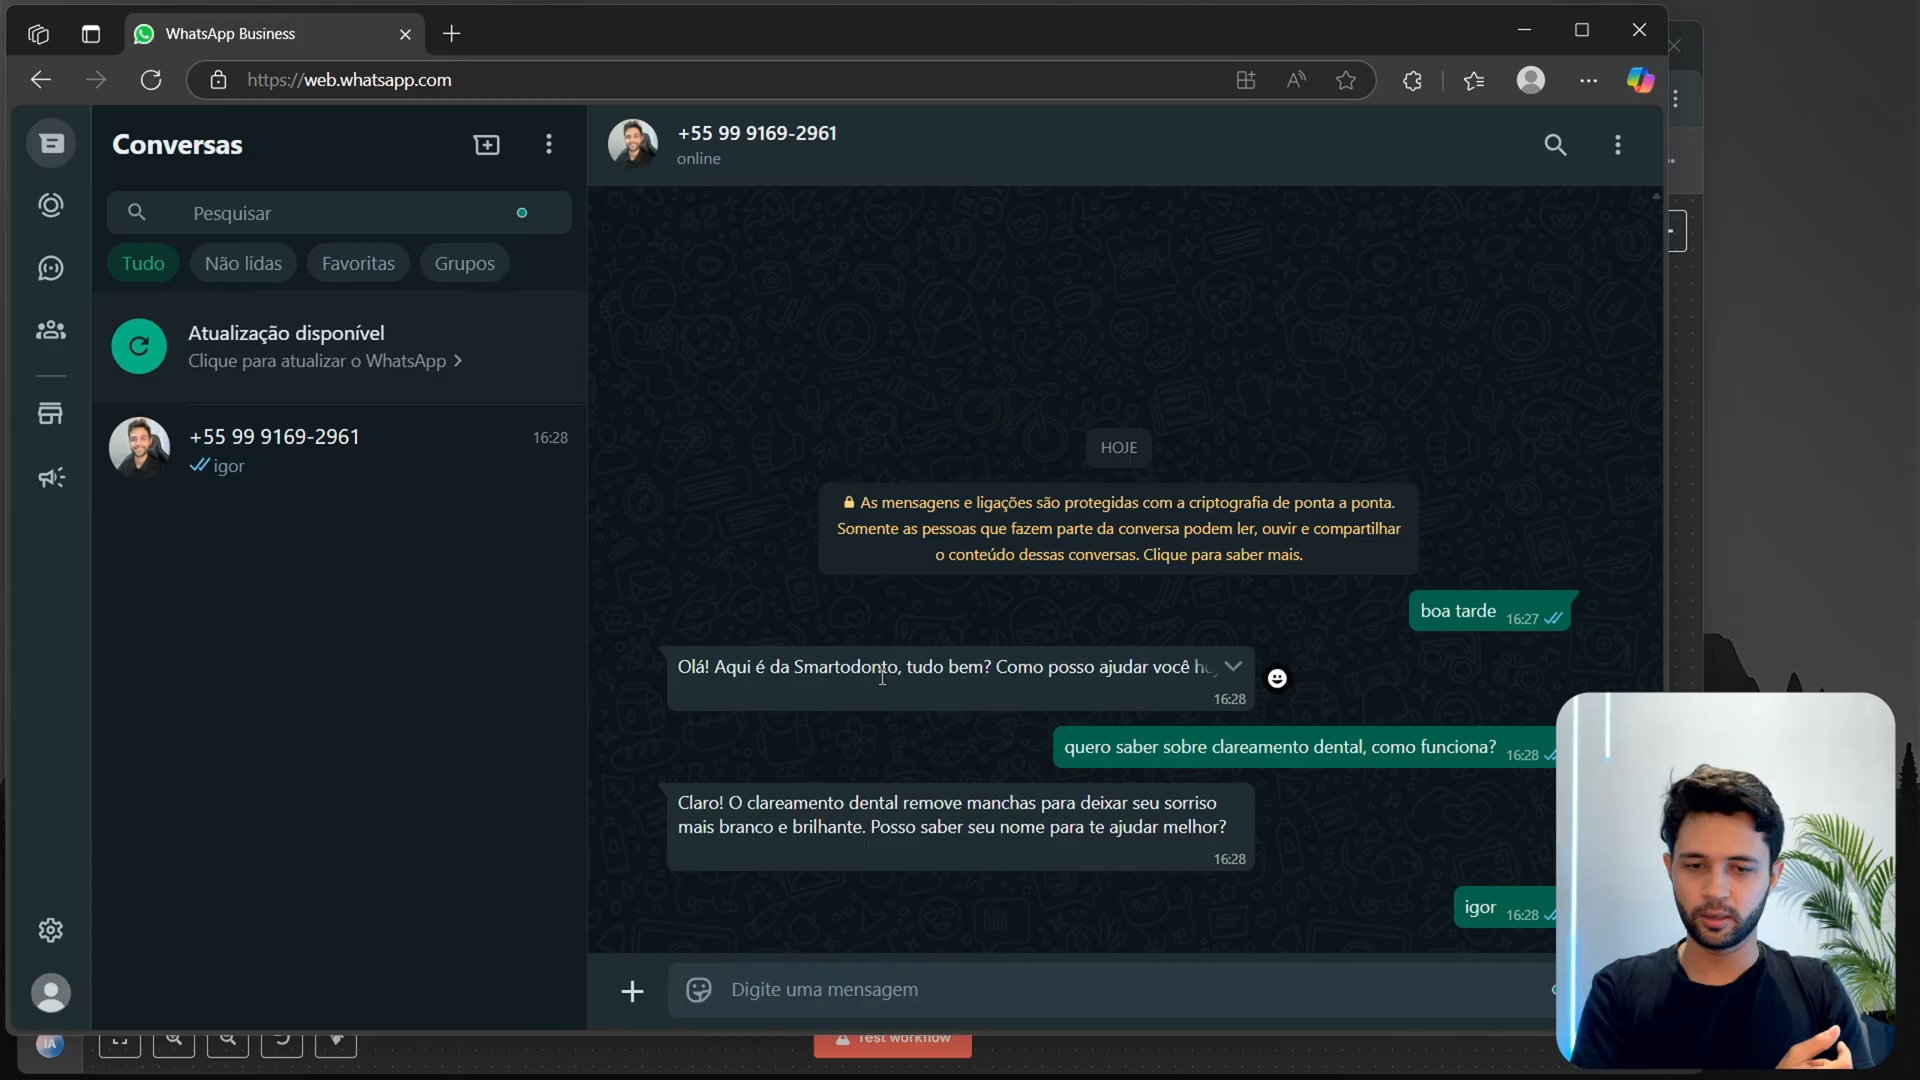 WhatsApp Business
https://web.whatsapp.com
Conversas
Pesquisar
Tudo
Não lidas
Favoritas
Grupos
Atualização disponível
Clique para atualizar o WhatsApp
+55 99 9169-2961
16:28
igor
+55 99 9169-2961
online
HOJE
As mensagens e ligações são protegidas com a criptografia de ponta a ponta.
Somente as pessoas que fazem parte da conversa podem ler, ouvir e compartilhar
o conteúdo dessas conversas. Clique para saber mais.
boa tarde 16:27
Olá! Aqui é da Smartodonto, tudo bem? Como posso ajudar você
16:28
quero saber sobre clareamento dental, como funciona? 16:28
Claro! O clareamento dental remove manchas para deixar seu sorriso
mais branco e brilhante. Posso saber seu nome para te ajudar melhor?
16:28
igor 16:28
Digite uma mensagem
IA
Test workflow